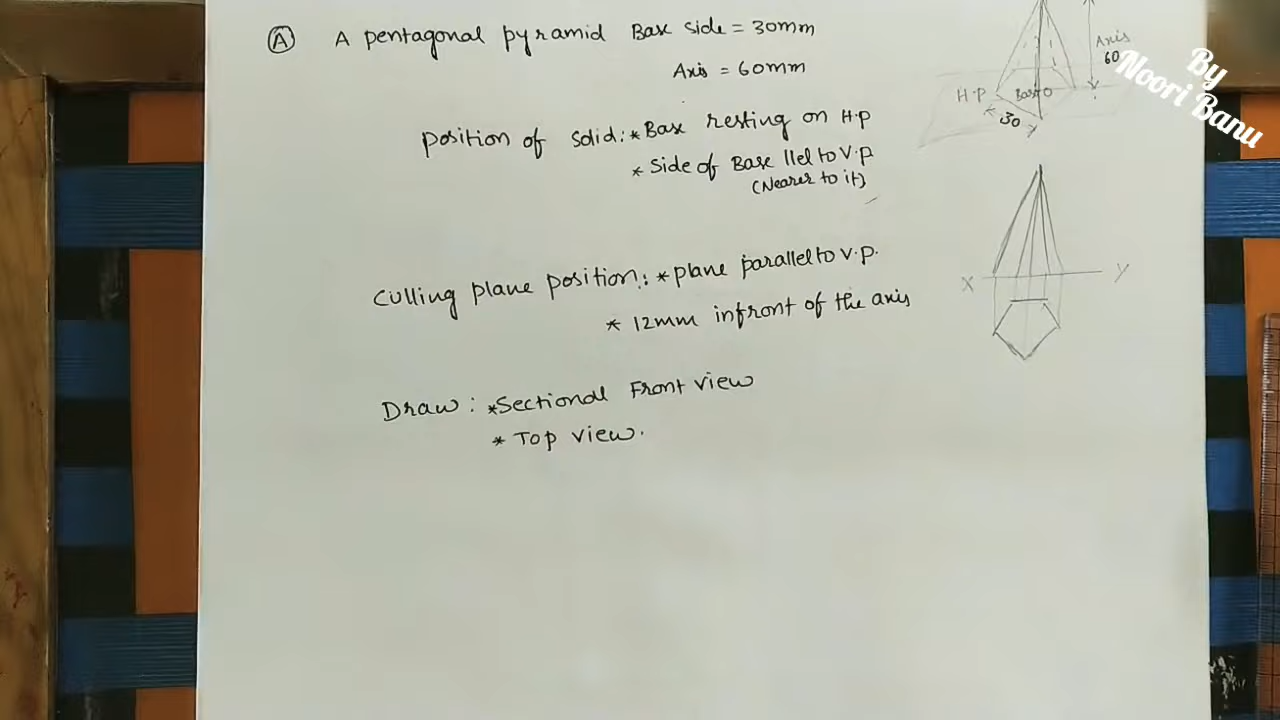 A A pentagonal pyramid Base side = 30mm
Axis = 60mm
position of solid: * Base resting on H.P
* Side of Base llel to V.P
(Nearer to it)
Cutting plane position: * plane parallel to V.P.
* 12mm infront of the axis
Draw: * Sectional Front view
* Top view.
Axis
60
H.P
Base
30
X Y
By
Noori Banu